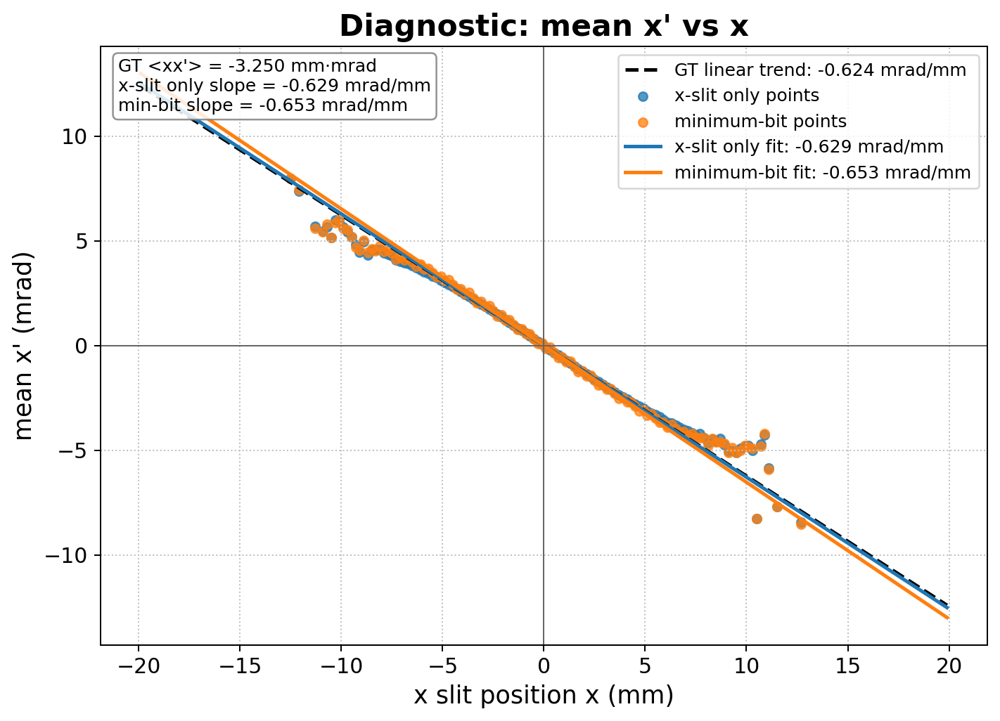 Diagnostic: mean x' vs x
GT <xx'> = -3.250 mm·mrad
x-slit only slope = -0.629 mrad/mm
min-bit slope = -0.653 mrad/mm
GT linear trend: -0.624 mrad/mm
x-slit only points
minimum-bit points
x-slit only fit: -0.629 mrad/mm
minimum-bit fit: -0.653 mrad/mm
mean x' (mrad)
10
5
0
−5
−10
−20
−15
−10
−5
0
5
10
15
20
x slit position x (mm)